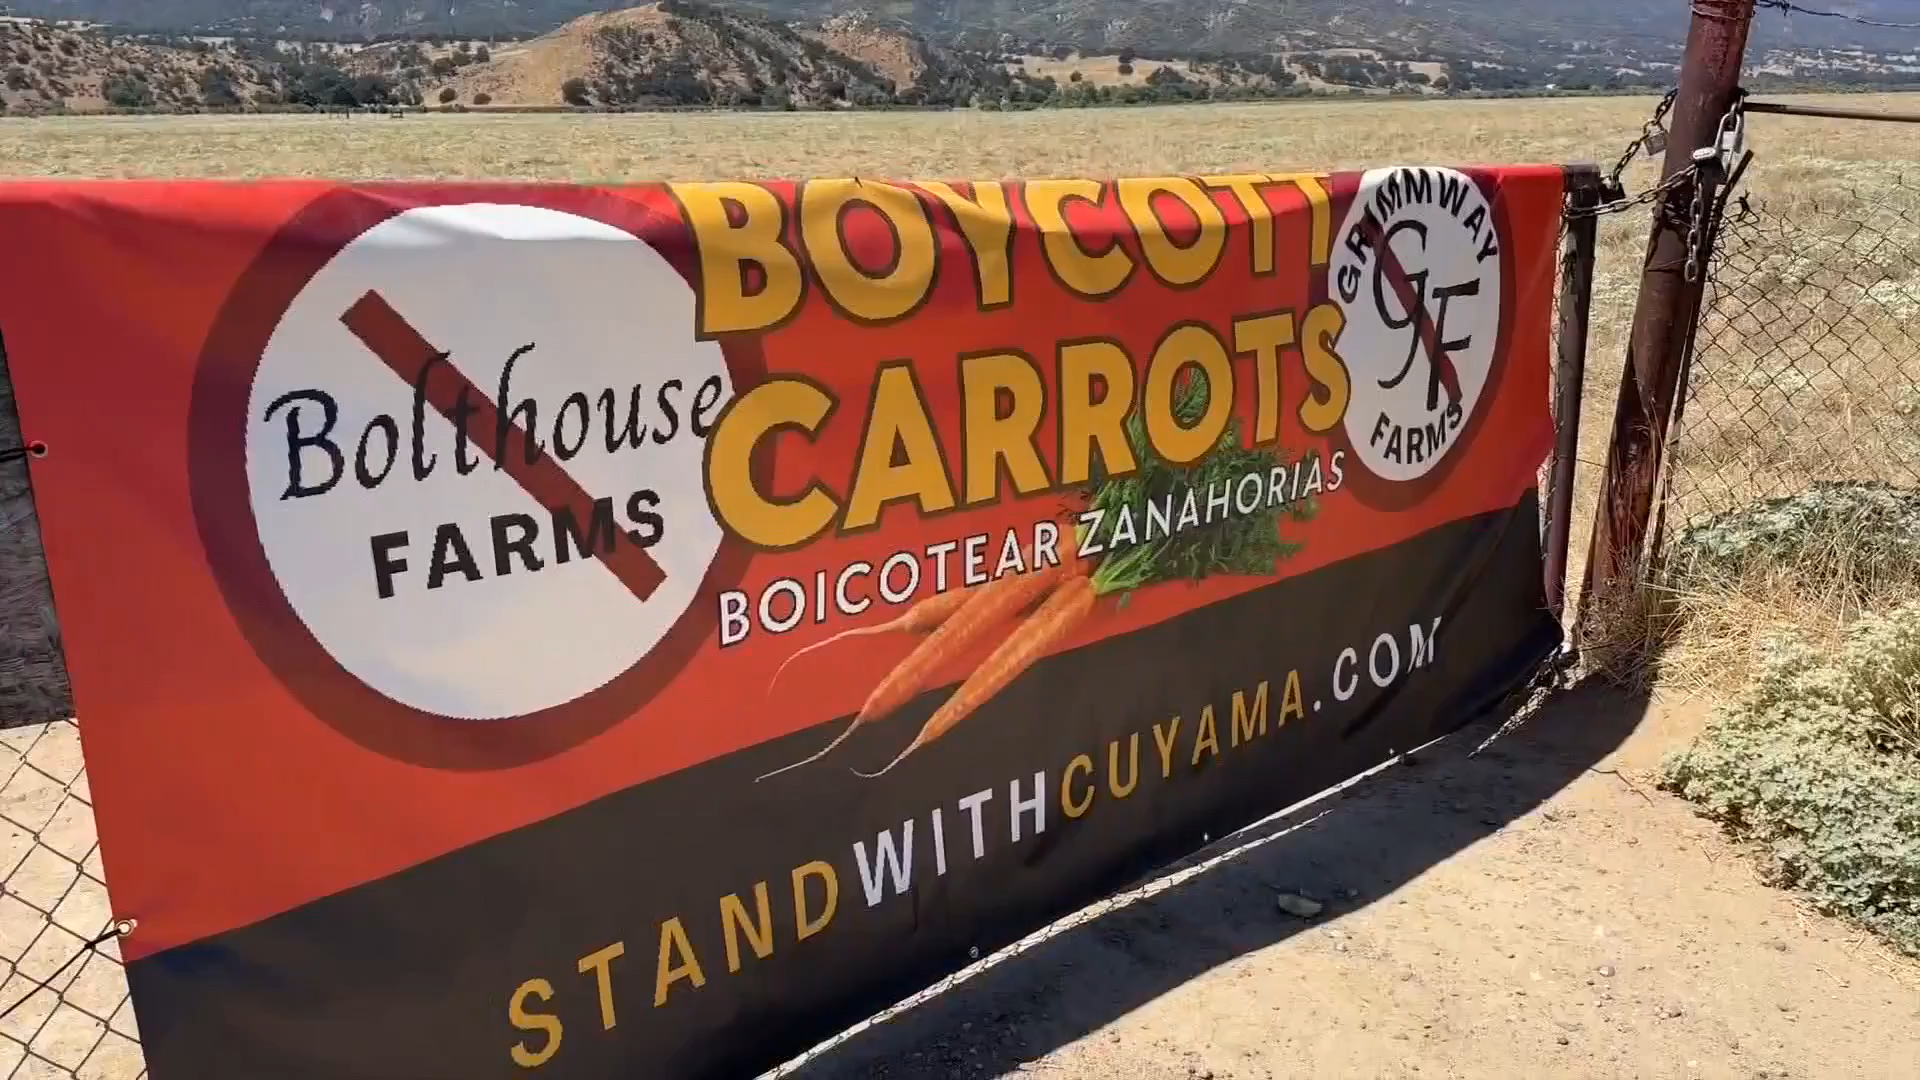 Bolthouse
FARMS
BOYCOTT
CARROTS
BOICOTEAR ZANAHORIAS
GRIMMWAY
GF
FARMS
STANDWITHCUYAMA.COM